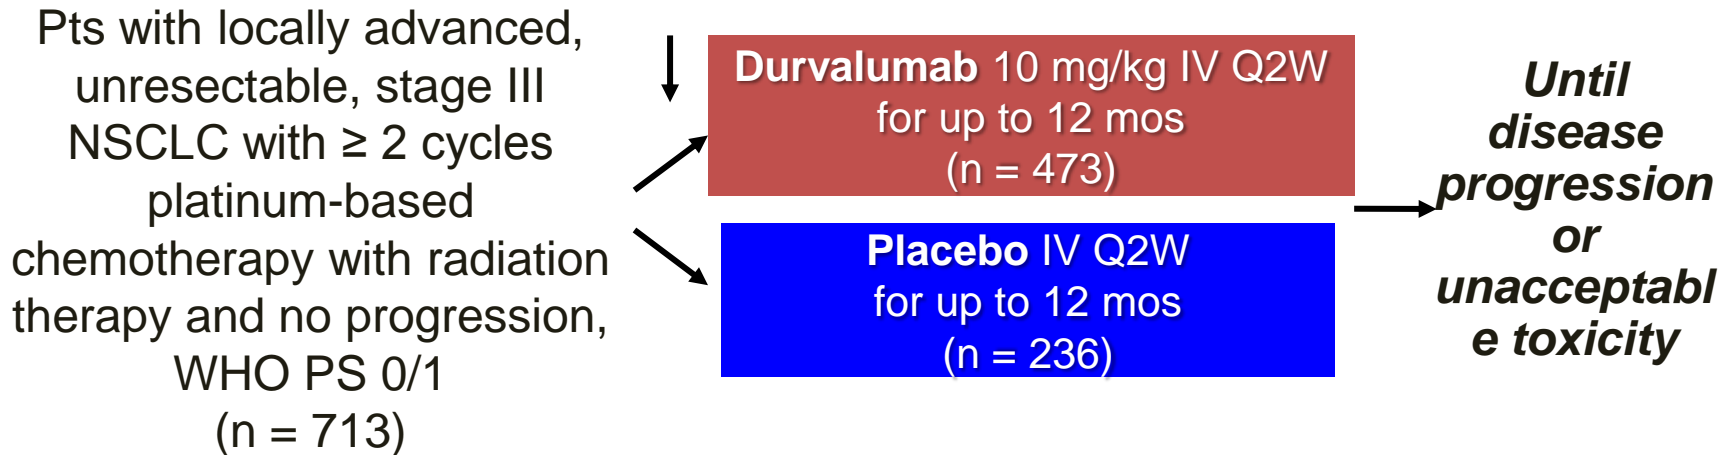 Pts with locally advanced,
unresectable, stage III
NSCLC with ≥ 2 cycles
platinum-based
chemotherapy with radiation
therapy and no progression,
WHO PS 0/1
(n = 713)
Durvalumab 10 mg/kg IV Q2W
for up to 12 mos
(n = 473)
Placebo IV Q2W
for up to 12 mos
(n = 236)
Until
disease
progression
or
unacceptabl
e toxicity